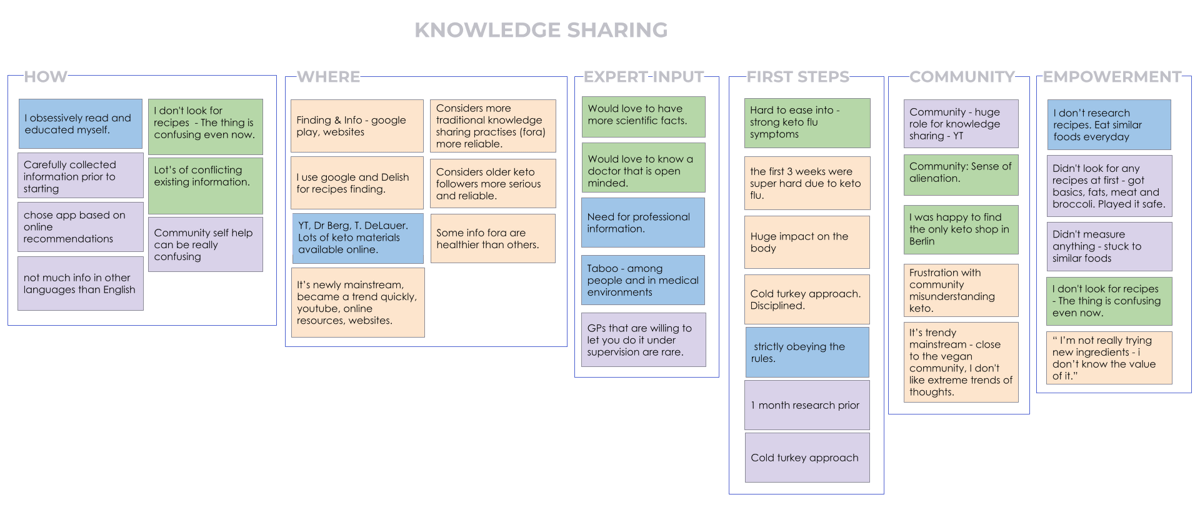 KNOWLEDGE SHARING
HOW
I obsessively read and
educated myself.
Carefully collected
information prior to
starting
chose app based on
online
recommendations
not much info in other
languages than English
I don't look for
recipes - The thing is
confusing even now.
Lot's of conflicting
existing information.
Community self help
can be really
confusing
WHERE
Finding & Info - google
play, websites
I use google and Delish
for recipes finding.
YT, Dr Berg, T. DeLauer.
Lots of keto materials
available online.
It's newly mainstream,
became a trend quickly,
youtube, online
resources, websites.
Considers more
traditional knowledge
sharing practises (fora)
more reliable.
Considers older keto
followers more serious
and reliable.
Some info fora are
healthier than others.
EXPERT INPUT
Would love to have
more scientific facts.
Would love to know a
doctor that is open
minded.
Need for professional
information.
Taboo - among
people and in medical
environments
GPs that are willing to
let you do it under
supervision are rare.
FIRST STEPS
Hard to ease into -
strong keto flu
symptoms
the first 3 weeks were
super hard due to keto
flu.
Huge impact on the
body
Cold turkey approach.
Disciplined.
strictly obeying the
rules.
1 month research prior
Cold turkey approach
COMMUNITY
Community - huge
role for knowledge
sharing - YT
Community: Sense of
alienation.
I was happy to find
the only keto shop in
Berlin
Frustration with
community
misunderstanding
keto.
It's trendy
mainstream - close
to the vegan
community, I don't
like extreme trends of
thoughts.
EMPOWERMENT
I don't research
recipes. Eat similar
foods everyday
Didn't look for any
recipes at first - got
basics, fats, meat and
broccoli. Played it safe.
Didn't measure
anything - stuck to
similar foods
I don't look for recipes
- The thing is confusing
even now.
" I'm not really trying
new ingredients - i
don't know the value
of it."